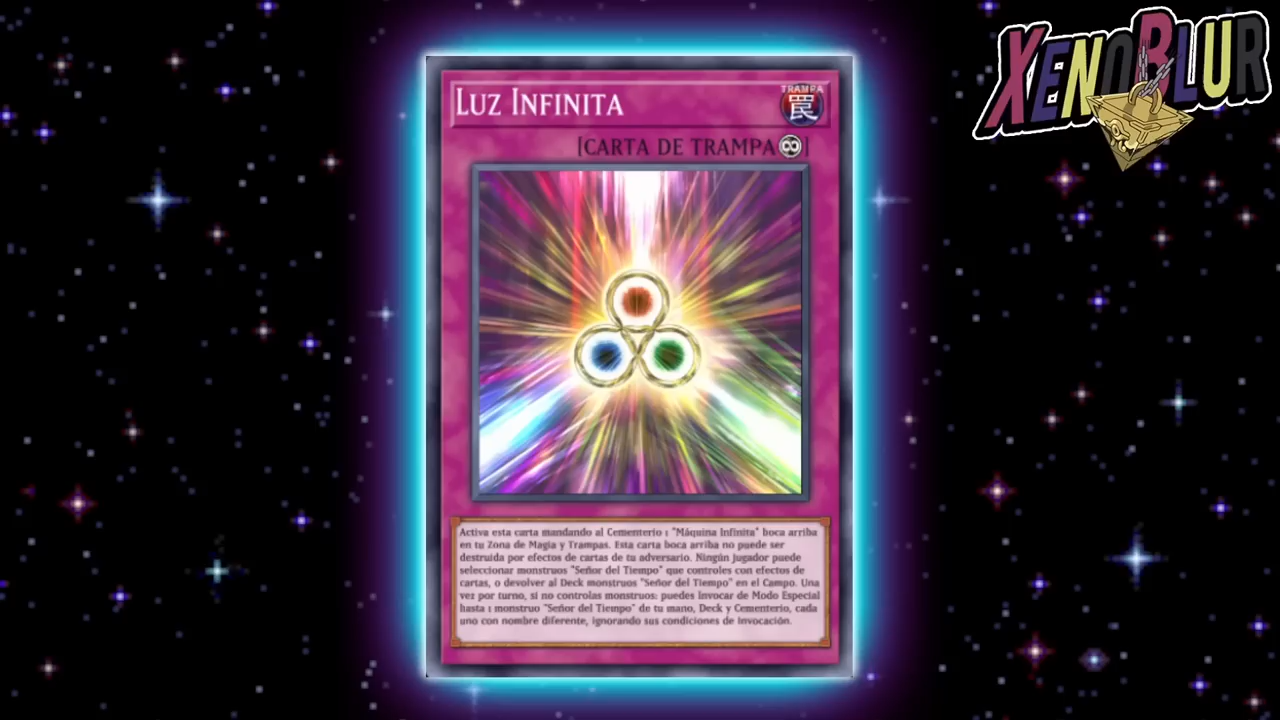 XENOBLUR
LUZ INFINITA
TRAMPA
罠
[CARTA DE TRAMPA ]
Activa esta carta mandando al Cementerio 1 "Máquina Infinita" boca arriba
en tu Zona de Magia y Trampas. Esta carta boca arriba no puede ser
destruida por efectos de cartas de tu adversario. Ningún jugador puede
seleccionar monstruos "Señor del Tiempo" que controles con efectos de
cartas, o devolver al Deck monstruos "Señor del Tiempo" en el Campo. Una
vez por turno, si no controlas monstruos: puedes Invocar de Modo Especial
hasta 1 monstruo "Señor del Tiempo" de tu mano, Deck y Cementerio, cada
uno con nombre diferente, ignorando sus condiciones de Invocación.